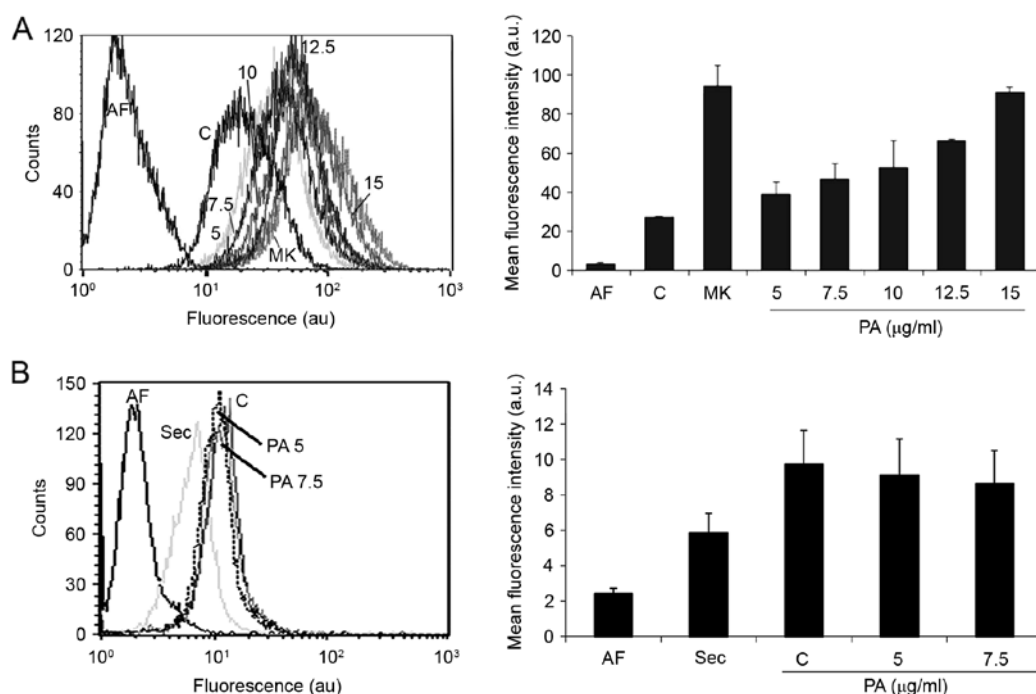 A
120
80
40
0
Counts
AF
C
10
12.5
7.5
5
MK
15
10⁰ 10¹ 10² 10³
Fluorescence (au)
Mean fluorescence intensity (a.u.)
120
100
80
60
40
20
0
AF C MK 5 7.5 10 12.5 15
PA (µg/ml)
B
150
120
90
60
30
0
Counts
AF
Sec
C
PA 5
PA 7.5
10⁰ 10¹ 10² 10³
Fluorescence (au)
Mean fluorescence intensity (a.u.)
14
12
10
8
6
4
2
0
AF Sec C 5 7.5
PA (µg/ml)